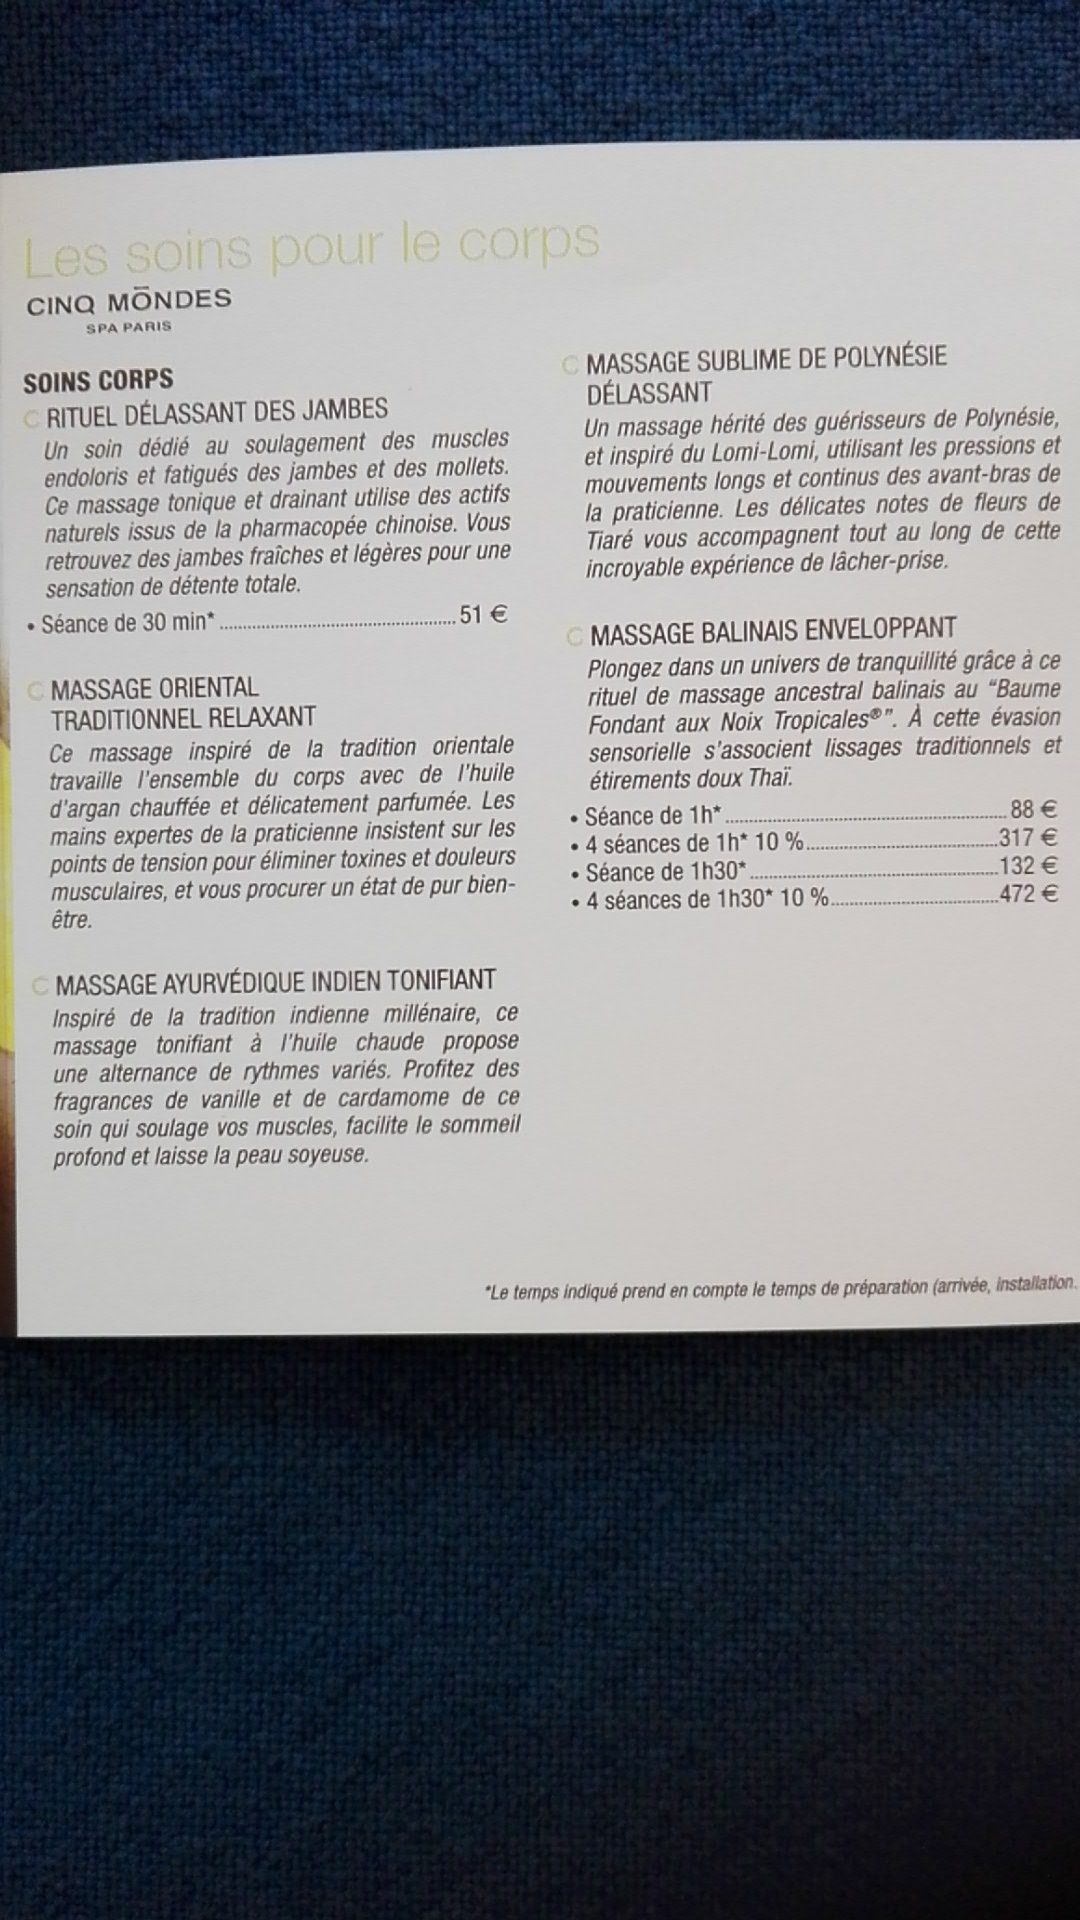 Les soins pour le corps
CINQ MŌNDES
SPA PARIS
SOINS CORPS
RITUEL DÉLASSANT DES JAMBES
Un soin dédié au soulagement des muscles
endoloris et fatigués des jambes et des mollets.
Ce massage tonique et drainant utilise des actifs
naturels issus de la pharmacopée chinoise. Vous
retrouvez des jambes fraîches et légères pour une
sensation de détente totale.
• Séance de 30 min* ............................................ 51 €
MASSAGE ORIENTAL
TRADITIONNEL RELAXANT
Ce massage inspiré de la tradition orientale
travaille l'ensemble du corps avec de l'huile
d'argan chauffée et délicatement parfumée. Les
mains expertes de la praticienne insistent sur les
points de tension pour éliminer toxines et douleurs
musculaires, et vous procurer un état de pur bien-
être.
MASSAGE AYURVÉDIQUE INDIEN TONIFIANT
Inspiré de la tradition indienne millénaire, ce
massage tonifiant à l'huile chaude propose
une alternance de rythmes variés. Profitez des
fragrances de vanille et de cardamome de ce
soin qui soulage vos muscles, facilite le sommeil
profond et laisse la peau soyeuse.
MASSAGE SUBLIME DE POLYNÉSIE
DÉLASSANT
Un massage hérité des guérisseurs de Polynésie,
et inspiré du Lomi-Lomi, utilisant les pressions et
mouvements longs et continus des avant-bras de
la praticienne. Les délicates notes de fleurs de
Tiaré vous accompagnent tout au long de cette
incroyable expérience de lâcher-prise.
MASSAGE BALINAIS ENVELOPPANT
Plongez dans un univers de tranquillité grâce à ce
rituel de massage ancestral balinais au "Baume
Fondant aux Noix Tropicales®". À cette évasion
sensorielle s'associent lissages traditionnels et
étirements doux Thaï.
• Séance de 1h* .................................................... 88 €
• 4 séances de 1h* 10 % ................................... 317 €
• Séance de 1h30* .............................................. 132 €
• 4 séances de 1h30* 10 % ............................... 472 €
*Le temps indiqué prend en compte le temps de préparation (arrivée, installation.